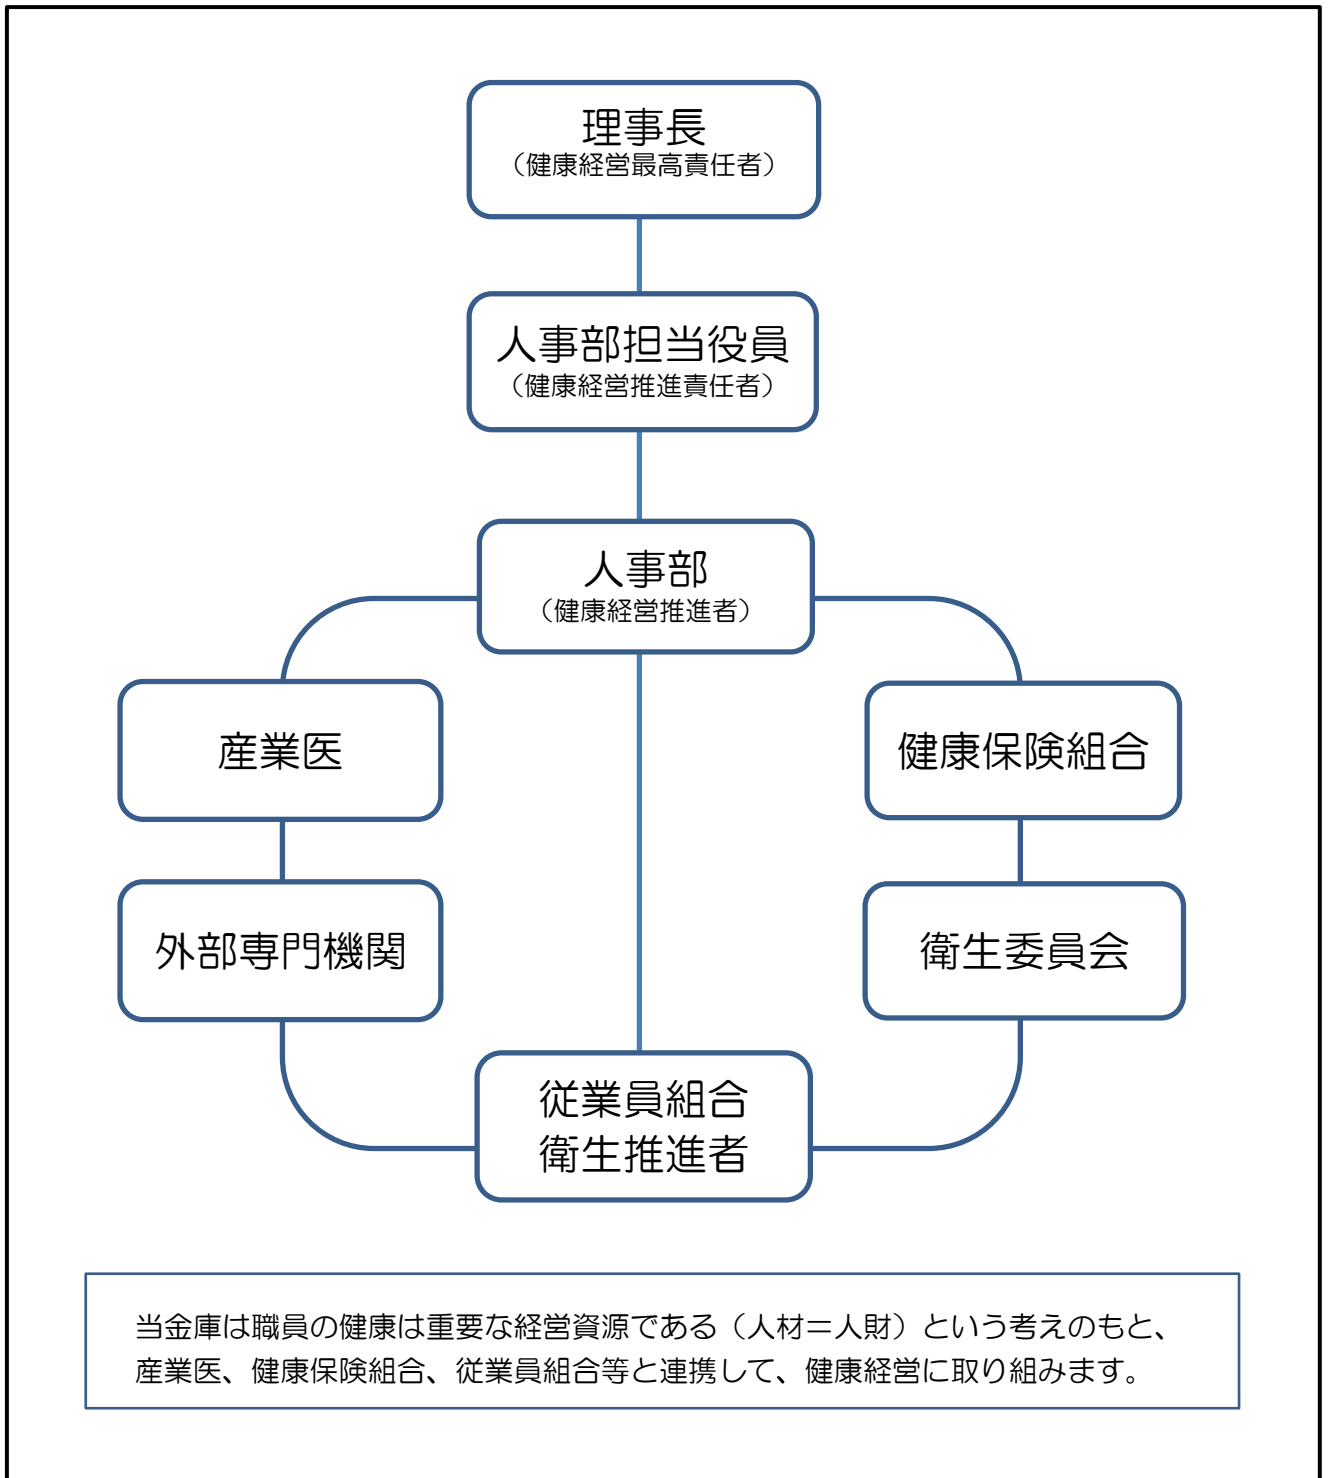 理事長
（健康経営最高責任者）
人事部担当役員
（健康経営推進責任者）
人事部
（健康経営推進者）
産業医
健康保険組合
外部専門機関
衛生委員会
従業員組合
衛生推進者
当金庫は職員の健康は重要な経営資源である（人材＝人財）という考えのもと、
産業医、健康保険組合、従業員組合等と連携して、健康経営に取り組みます。